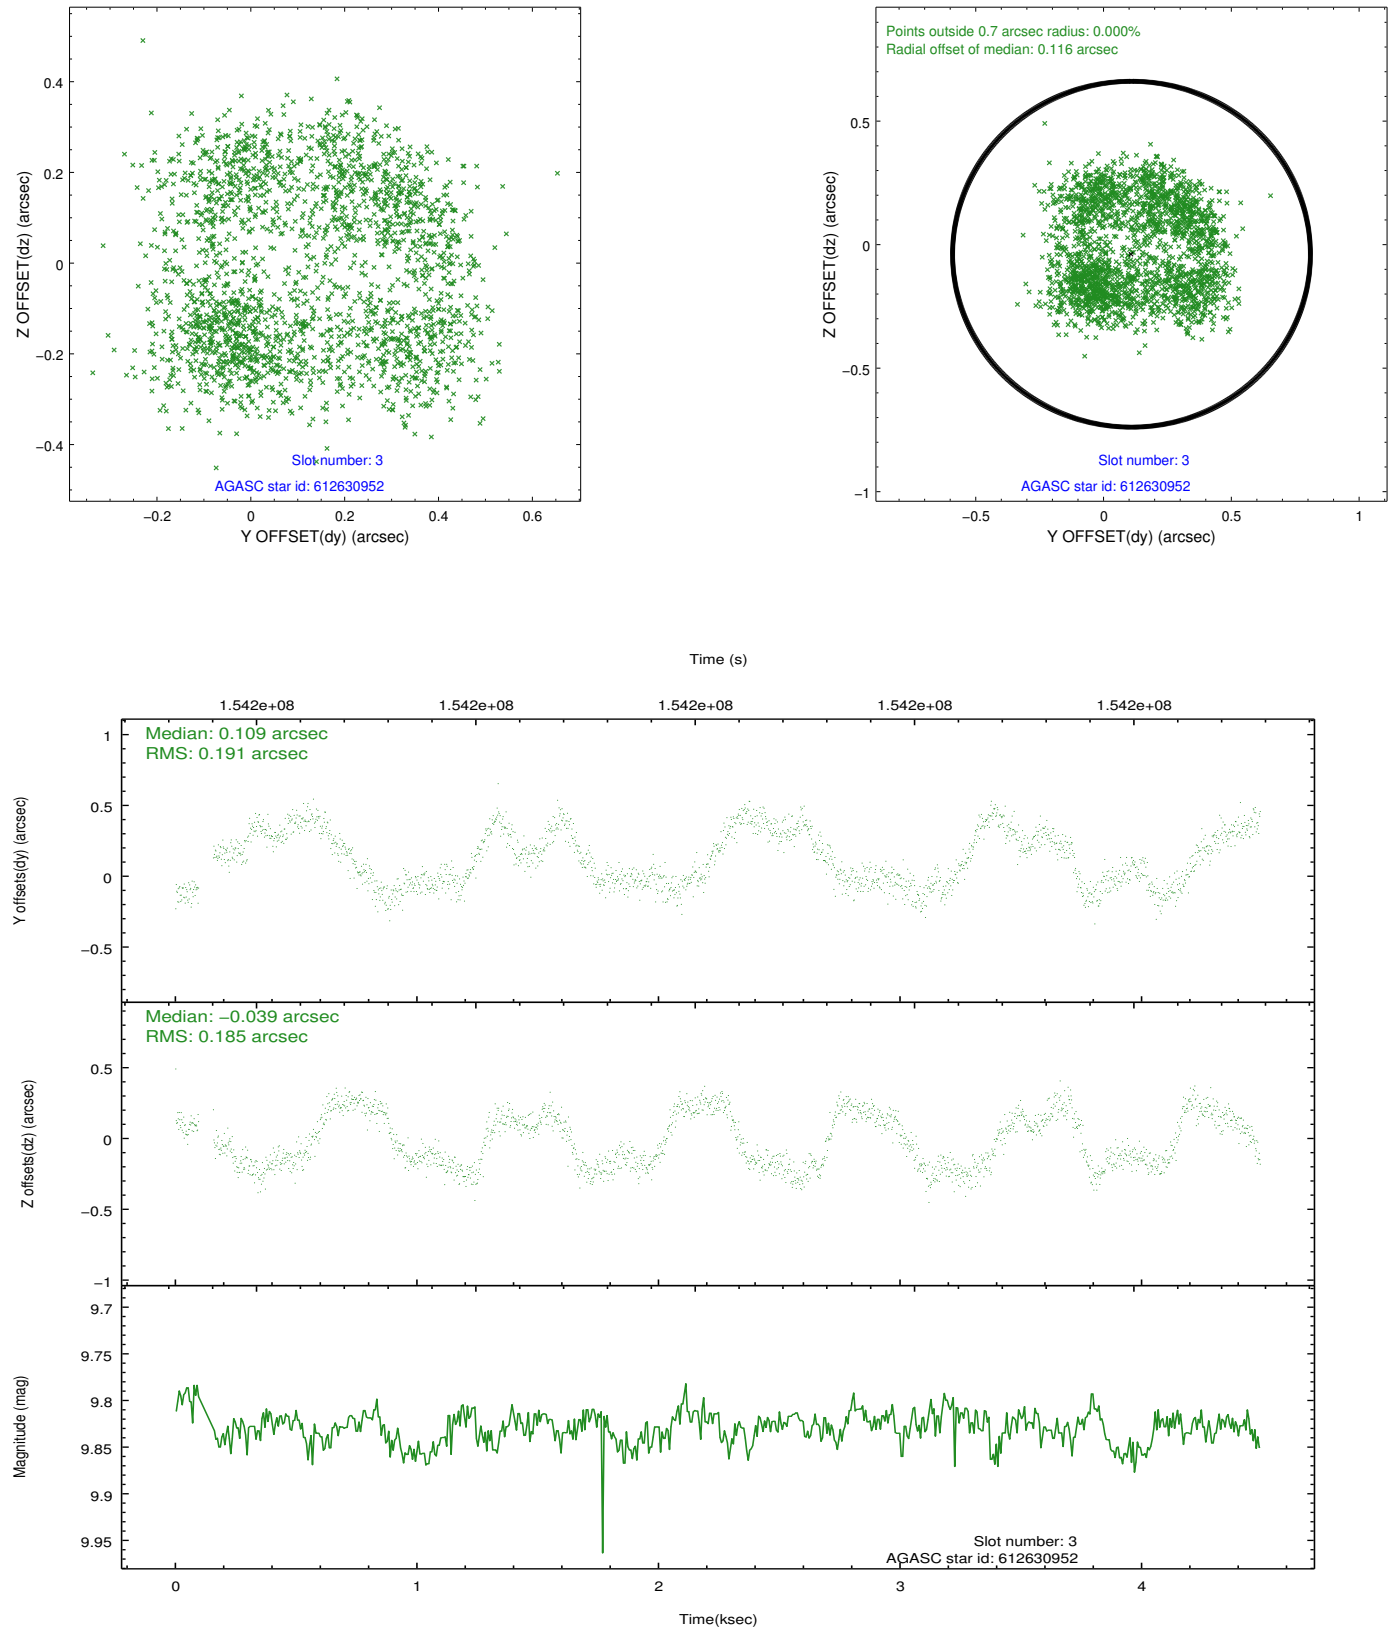 0.4
0.2
0
−0.2
−0.4
Z OFFSET(dz) (arcsec)
Slot number: 3
AGASC star id: 612630952
−0.2
0
0.2
0.4
0.6
Y OFFSET(dy) (arcsec)
Points outside 0.7 arcsec radius: 0.000%
Radial offset of median: 0.116 arcsec
0.5
0
−0.5
−1
Z OFFSET(dz) (arcsec)
Slot number: 3
AGASC star id: 612630952
−0.5
0
0.5
1
Y OFFSET(dy) (arcsec)
Time (s)
1.542e+08
1.542e+08
1.542e+08
1.542e+08
1.542e+08
Median: 0.109 arcsec
RMS: 0.191 arcsec
1
0.5
0
−0.5
Y offsets(dy) (arcsec)
Median: −0.039 arcsec
RMS: 0.185 arcsec
0.5
0
−0.5
−1
Z offsets(dz) (arcsec)
9.7
9.75
9.8
9.85
9.9
9.95
Magnitude (mag)
Slot number: 3
AGASC star id: 612630952
0
1
2
3
4
Time(ksec)